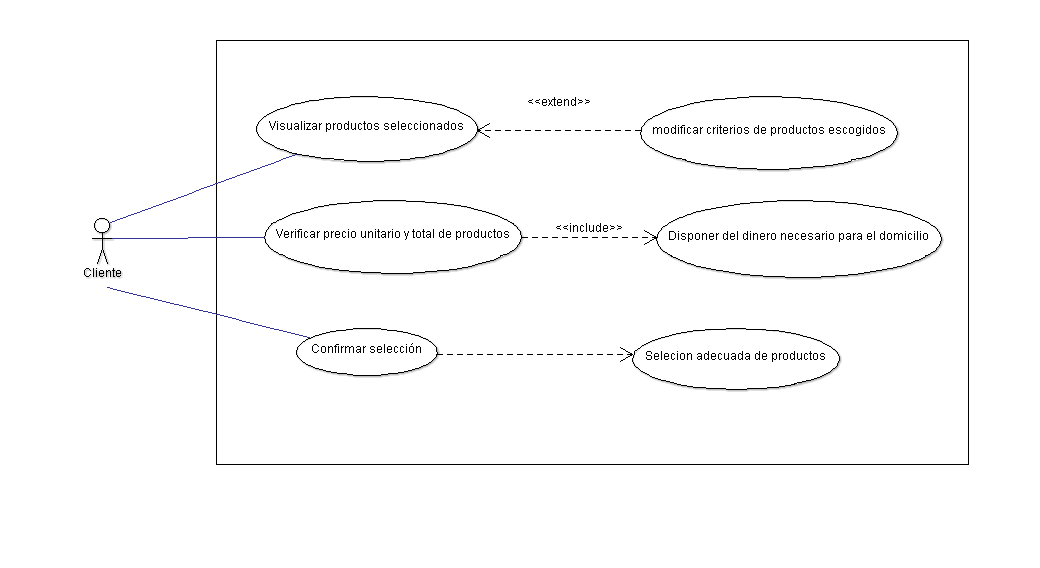 <<extend>>
Visualizar productos seleccionados
modificar criterios de productos escogidos
<<include>>
Verificar precio unitario y total de productos
Disponer del dinero necesario para el domicilio
Cliente
Confirmar selección
Selecion adecuada de productos